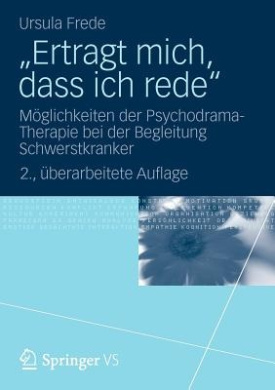 Ursula Frede
„Ertragt mich,
dass ich rede“
Möglichkeiten der Psychodrama-
Therapie bei der Begleitung
Schwerstkranker
2., überarbeitete Auflage
Springer VS